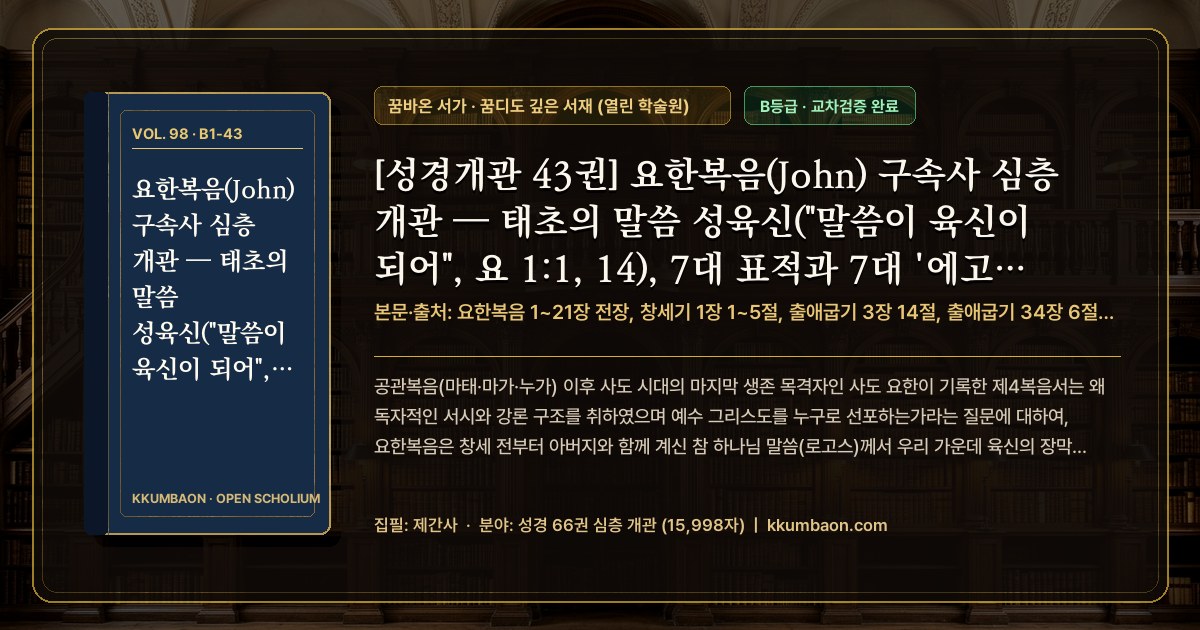 VOL. 98 · B1-43
요한복음(John)
구속사 심층
개관 — 태초의
말씀
성육신("말씀이
육신이 되어",…
KKUMBAON · OPEN SCHOLIUM
꿈바온 서가 · 꿈디도 깊은 서재 (열린 학술원)
B등급 · 교차검증 완료
[성경개관 43권] 요한복음(John) 구속사 심층
개관 — 태초의 말씀 성육신("말씀이 육신이
되어", 요 1:1, 14), 7대 표적과 7대 '에고…
본문·출처: 요한복음 1~21장 전장, 창세기 1장 1~5절, 출애굽기 3장 14절, 출애굽기 34장 6절…
공관복음(마태·마가·누가) 이후 사도 시대의 마지막 생존 목격자인 사도 요한이 기록한 제4복음서는 왜
독자적인 서시와 강론 구조를 취하였으며 예수 그리스도를 누구로 선포하는가라는 질문에 대하여,
요한복음은 창세 전부터 아버지와 함께 계신 참 하나님 말씀(로고스)께서 우리 가운데 육신의 장막…
집필: 제간사 · 분야: 성경 66권 심층 개관 (15,998자) | kkumbaon.com